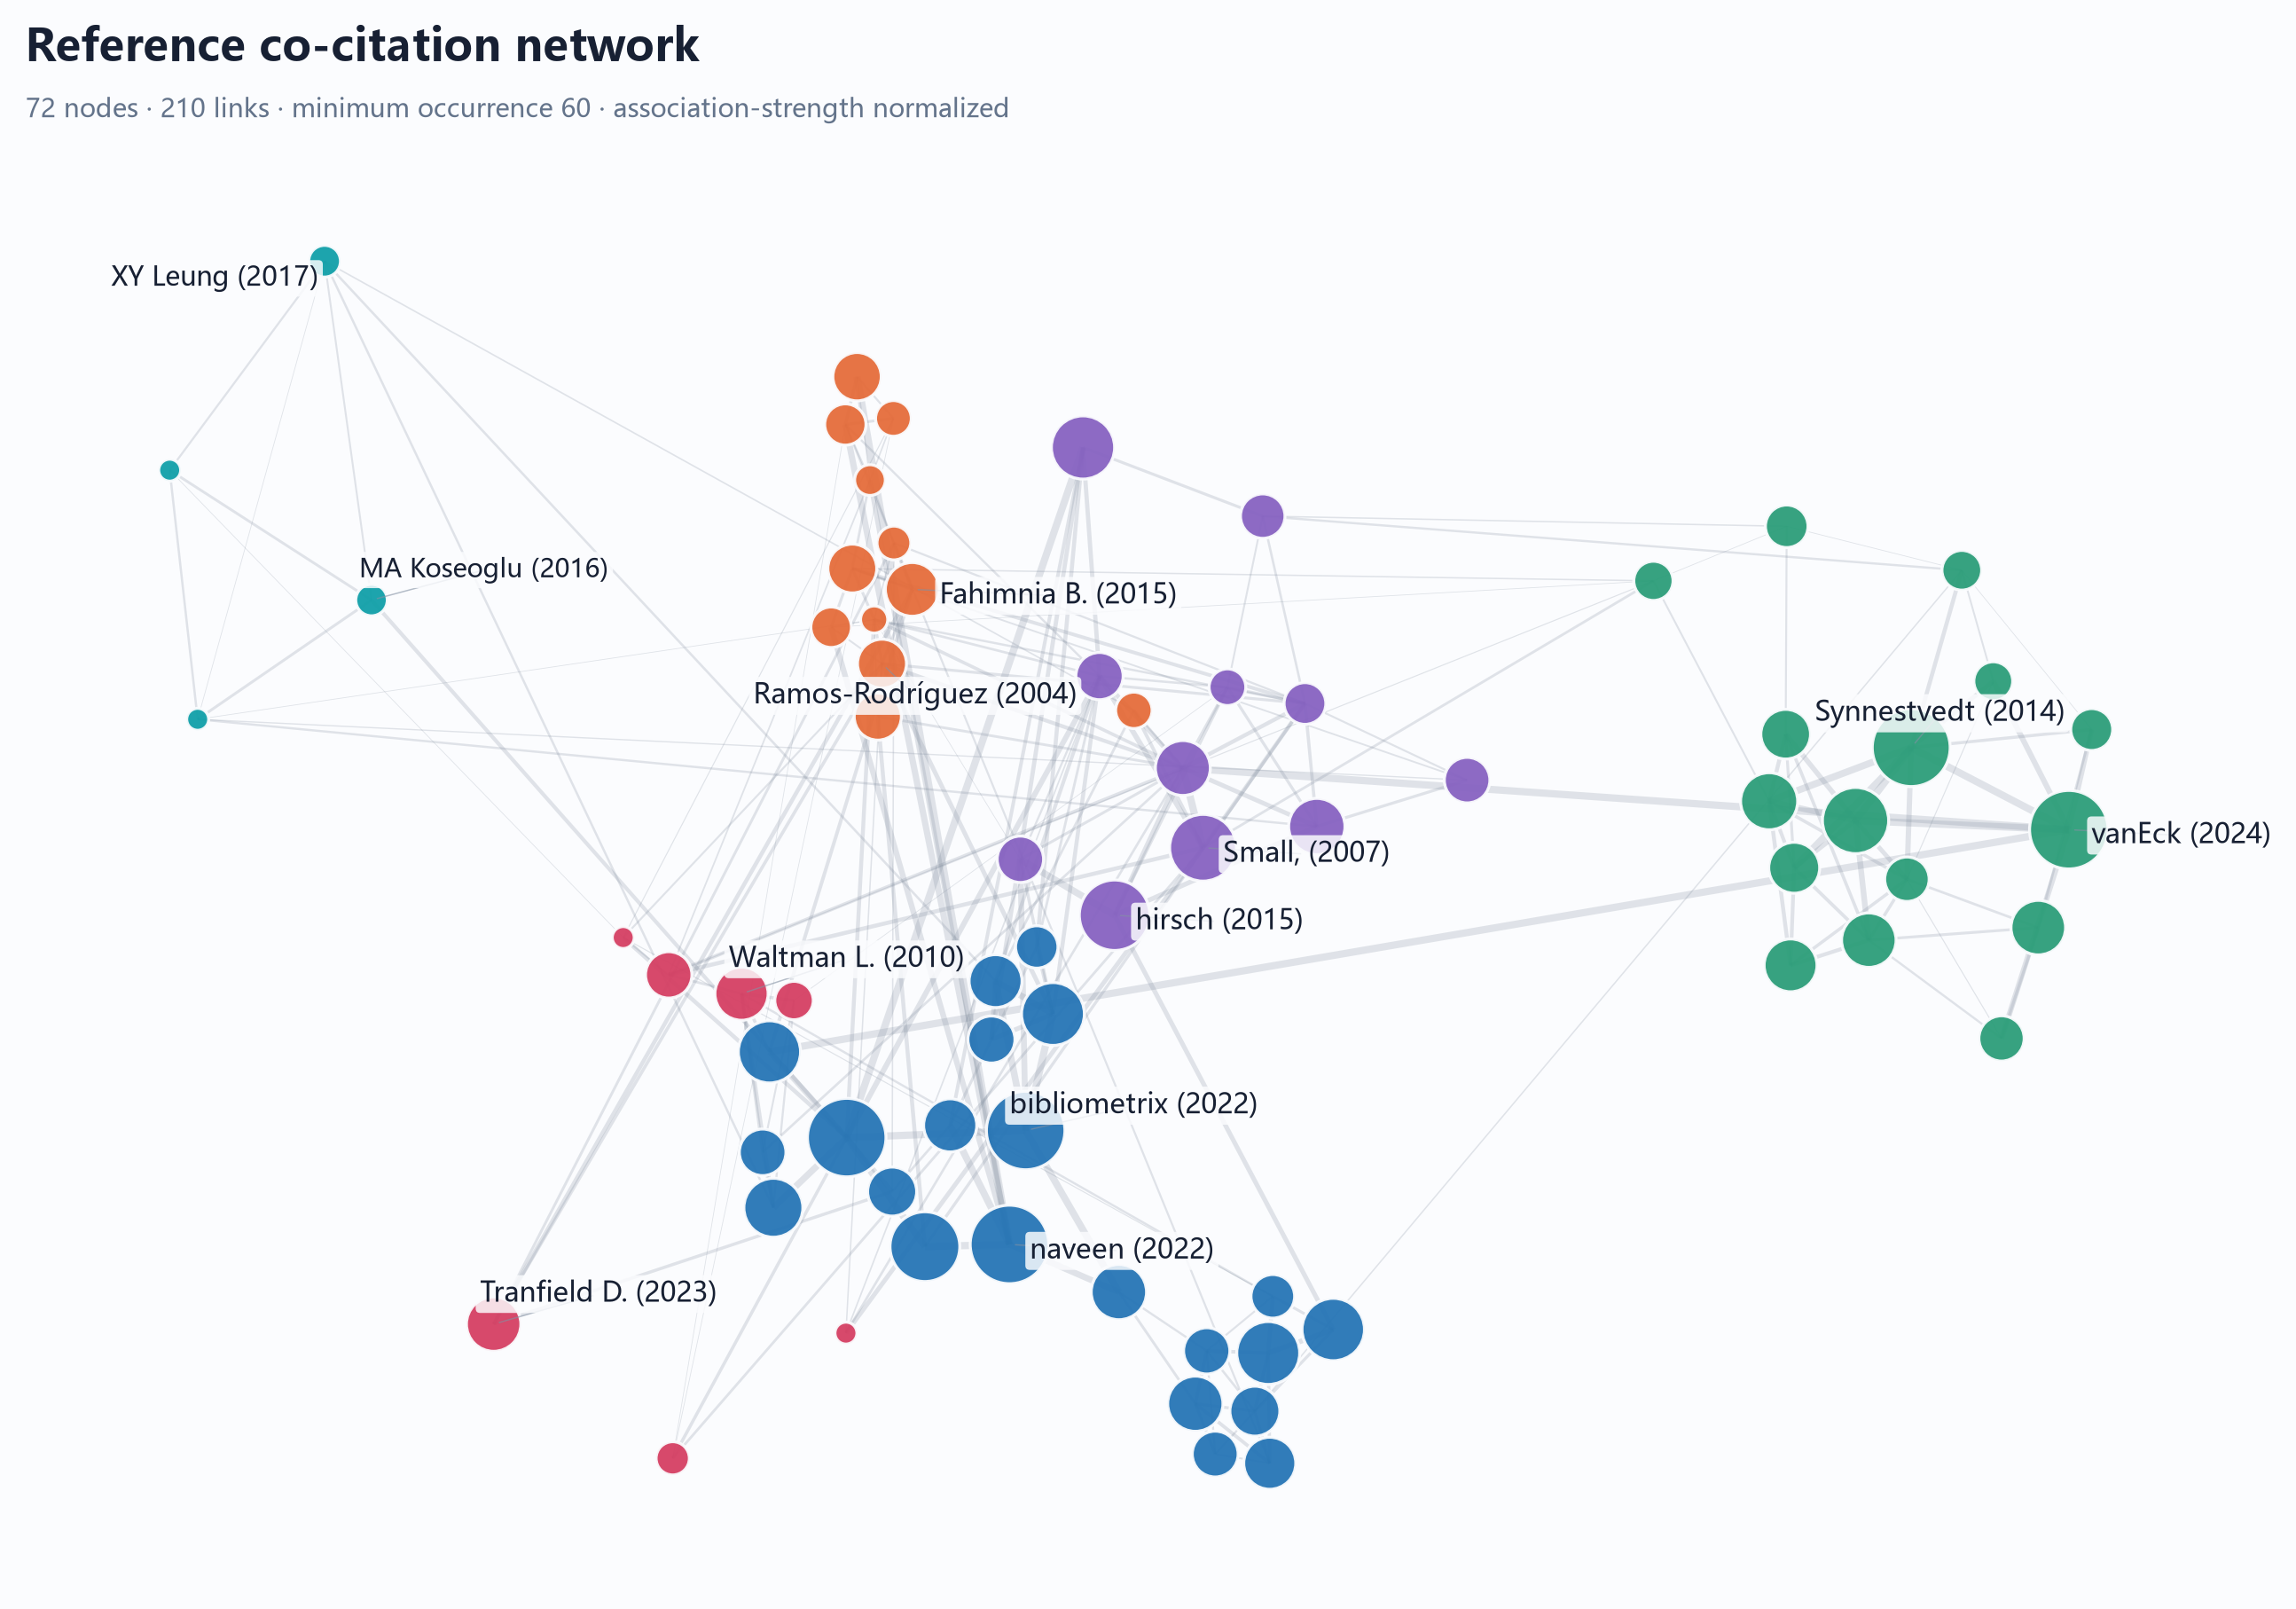 Reference co-citation network
72 nodes · 210 links · minimum occurrence 60 · association-strength normalized
XY Leung (2017)
MA Koseoglu (2016)
Fahimnia B. (2015)
Ramos-Rodríguez (2004)
Synnestvedt (2014)
vanEck (2024)
Small, (2007)
hirsch (2015)
Waltman L. (2010)
bibliometrix (2022)
naveen (2022)
Tranfield D. (2023)